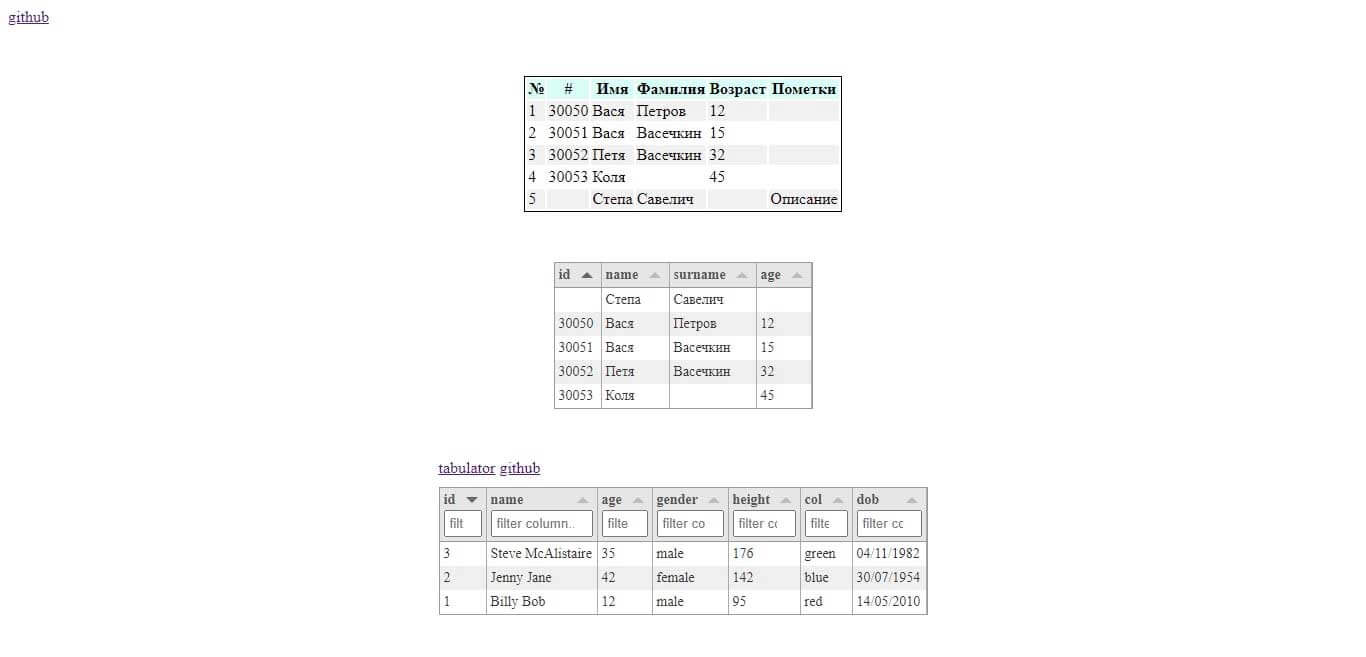 github
№ # Имя Фамилия Возраст Пометки
1 30050 Вася Петров 12
2 30051 Вася Васечкин 15
3 30052 Петя Васечкин 32
4 30053 Коля 45
5 Степа Савелич Описание
id name surname age
Степа Савелич
30050 Вася Петров 12
30051 Вася Васечкин 15
30052 Петя Васечкин 32
30053 Коля 45
tabulator github
id name age gender height col dob
filt filter column.. filte filter co filter cc filte filter cc
3 Steve McAlistaire 35 male 176 green 04/11/1982
2 Jenny Jane 42 female 142 blue 30/07/1954
1 Billy Bob 12 male 95 red 14/05/2010